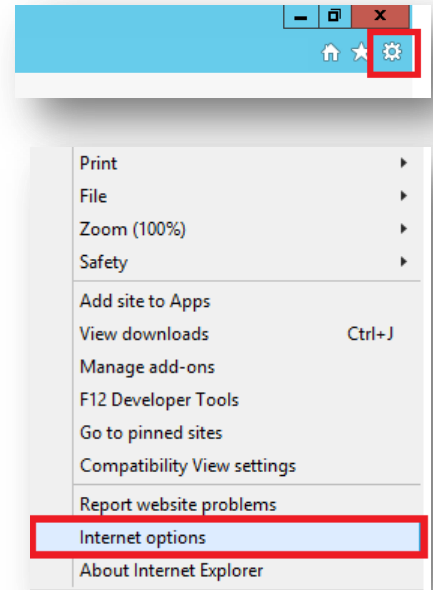 Print
File
Zoom (100%)
Safety
Add site to Apps
View downloads Ctrl+J
Manage add-ons
F12 Developer Tools
Go to pinned sites
Compatibility View settings
Report website problems
Internet options
About Internet Explorer